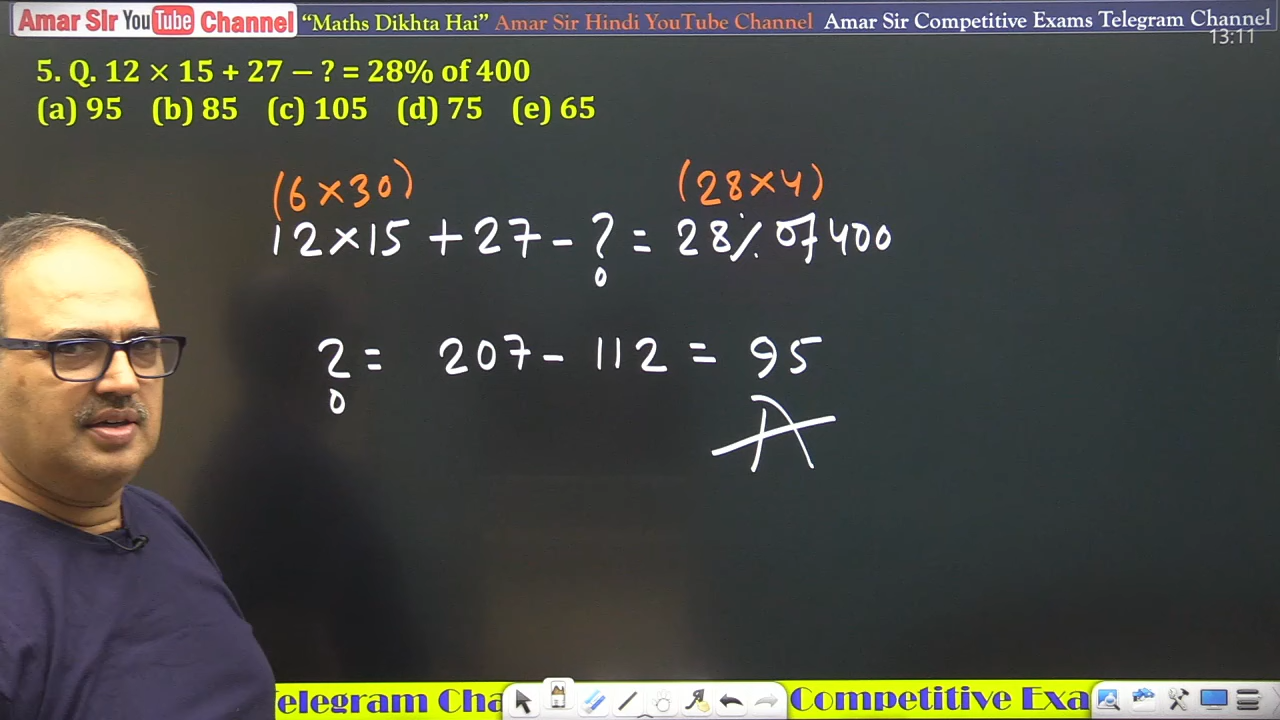 Amar Sir YouTube Channel "Maths Dikhta Hai" Amar Sir Hindi YouTube Channel Amar Sir Competitive Exams Telegram Channel
13:11
5. Q. 12 × 15 + 27 − ? = 28% of 400
(a) 95 (b) 85 (c) 105 (d) 75 (e) 65
(6×30) (28×4)
12×15 + 27 - ? = 28% of 400
? = 207 - 112 = 95
A
Telegram Cha Competitive Exa